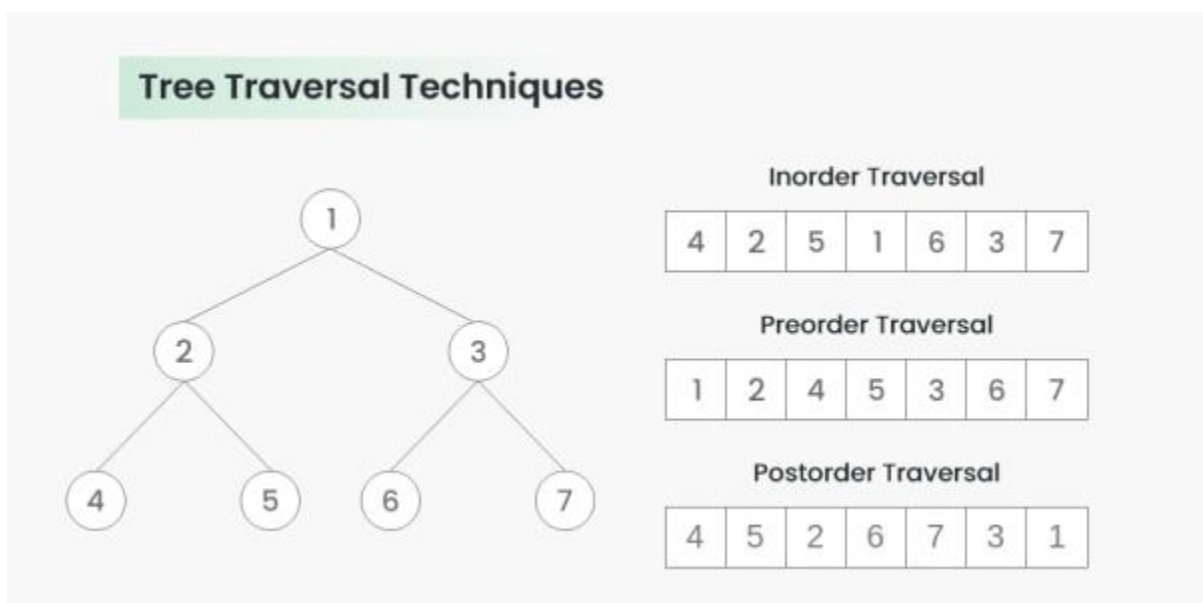 Tree Traversal Techniques
1
2 3
4 5 6 7
Inorder Traversal
4 2 5 1 6 3 7
Preorder Traversal
1 2 4 5 3 6 7
Postorder Traversal
4 5 2 6 7 3 1